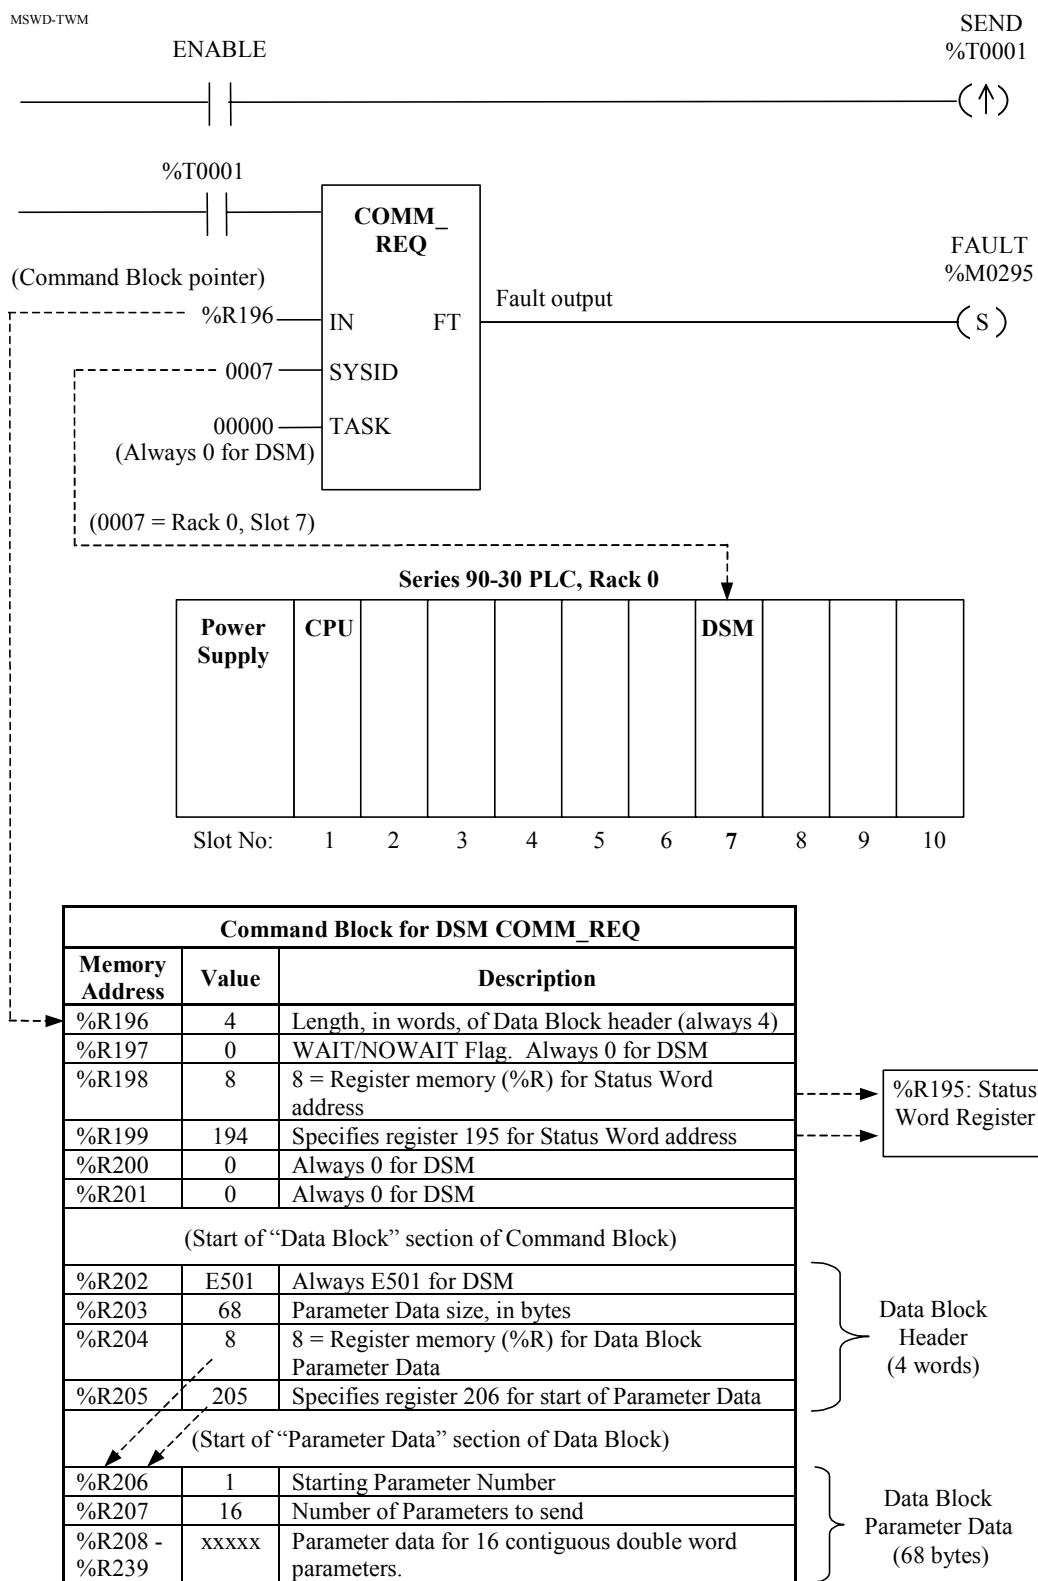 MSWD-TWM
SEND
%T0001
ENABLE
%T0001
COMM_
REQ
FAULT
%M0295
(Command Block pointer)
Fault output
%R196
IN
FT
S
0007
SYSID
00000
TASK
(Always 0 for DSM)
(0007 = Rack 0, Slot 7)
Series 90-30 PLC, Rack 0
Power
Supply
CPU
DSM
Slot No: 1 2 3 4 5 6 7 8 9 10
Command Block for DSM COMM_REQ
Memory
Address
Value
Description
%R196 4 Length, in words, of Data Block header (always 4)
%R197 0 WAIT/NOWAIT Flag. Always 0 for DSM
%R198 8 8 = Register memory (%R) for Status Word
address
%R195: Status
Word Register
%R199 194 Specifies register 195 for Status Word address
%R200 0 Always 0 for DSM
%R201 0 Always 0 for DSM
(Start of “Data Block” section of Command Block)
%R202 E501 Always E501 for DSM
%R203 68 Parameter Data size, in bytes
%R204 8 8 = Register memory (%R) for Data Block
Parameter Data
%R205 205 Specifies register 206 for start of Parameter Data
Data Block
Header
(4 words)
(Start of “Parameter Data” section of Data Block)
%R206 1 Starting Parameter Number
%R207 16 Number of Parameters to send
%R208 - xxxxx Parameter data for 16 contiguous double word
%R239 parameters.
Data Block
Parameter Data
(68 bytes)